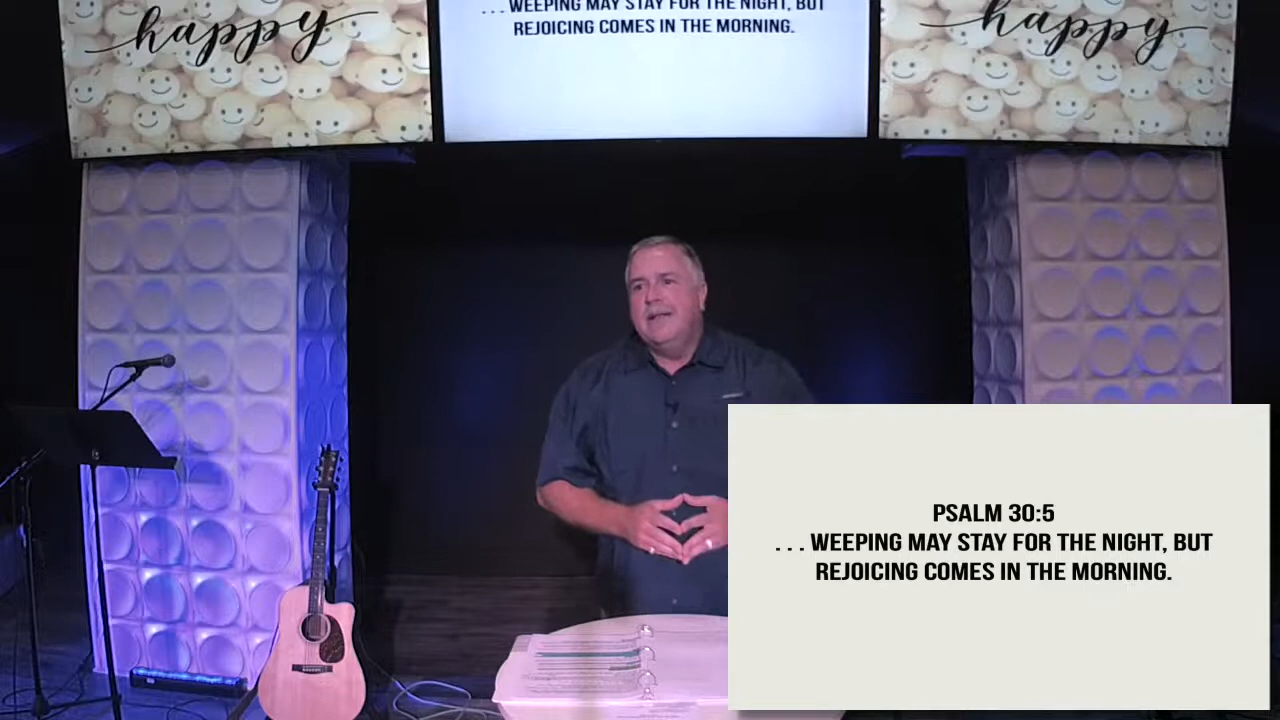 happy
. . . WEEPING MAY STAY FOR THE NIGHT, BUT
REJOICING COMES IN THE MORNING.
happy
PSALM 30:5
. . . WEEPING MAY STAY FOR THE NIGHT, BUT
REJOICING COMES IN THE MORNING.